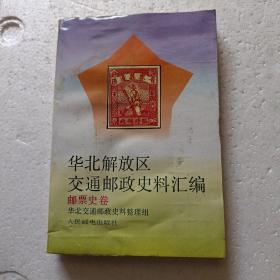 华北解放区
交通邮政史料汇编
邮票史卷
华北交通邮政史料整理组
人民邮电出版社